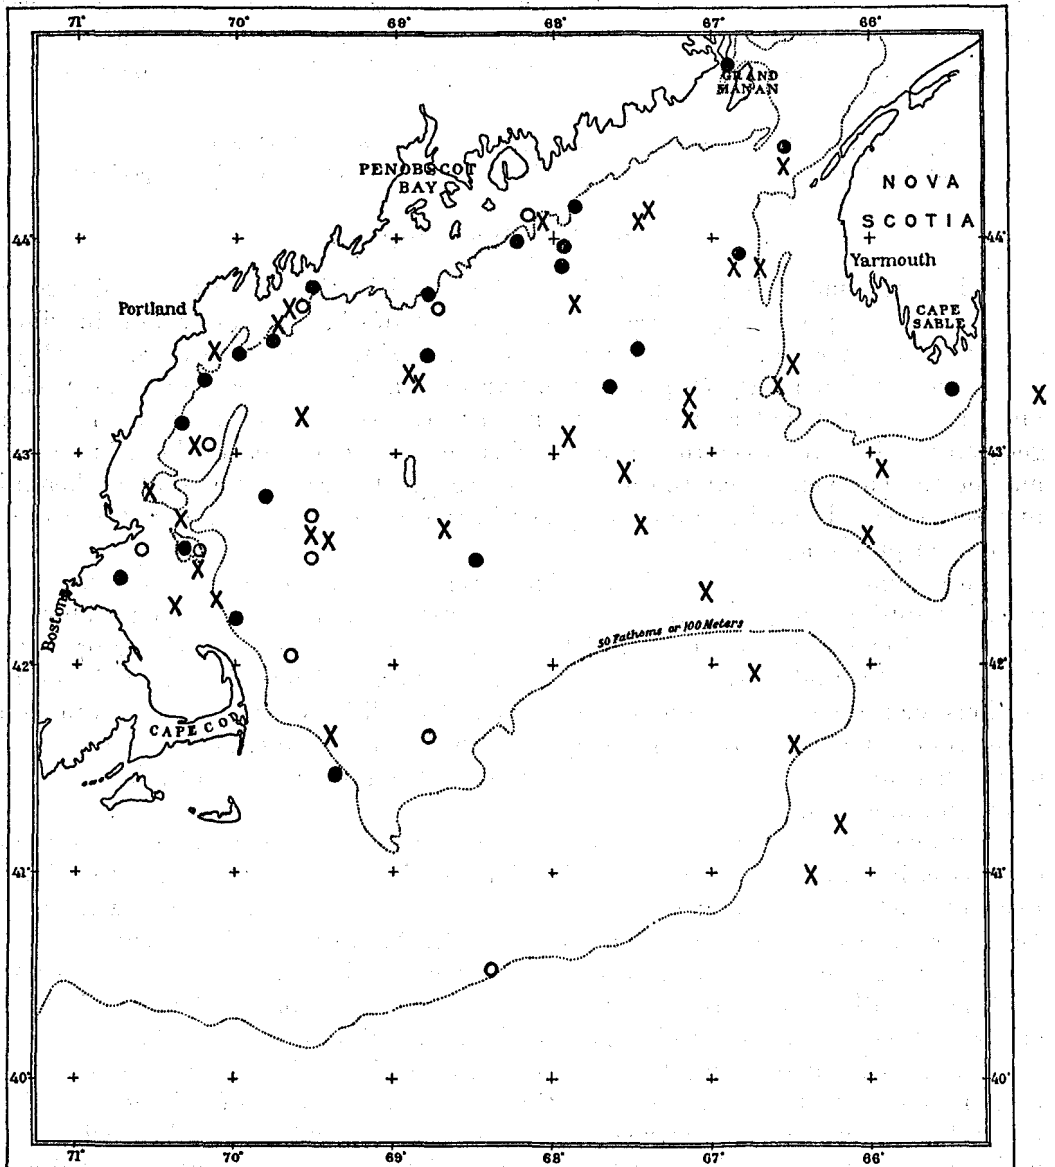 71° 70° 69° 68° 67° 66°
GRAND
MANAN
PENOBSCOT
BAY
NOVA
SCOTIA
44° 44°
Yarmouth
Portland
CAPE
SABLE
43° 43°
Boston
50 Fathoms or 100 Meters
42° 42°
CAPE COD
41° 41°
40° 40°
71° 70° 69° 68° 67° 66°